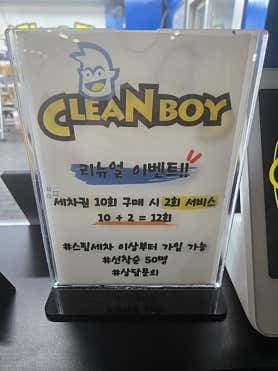 CLEANBOY
리뉴얼 이벤트!!
세차권 10회 구매 시 2회 서비스
10 + 2 = 12회
#스팀세차 이상부터 가입 가능
#선착순 50명
#상담문의